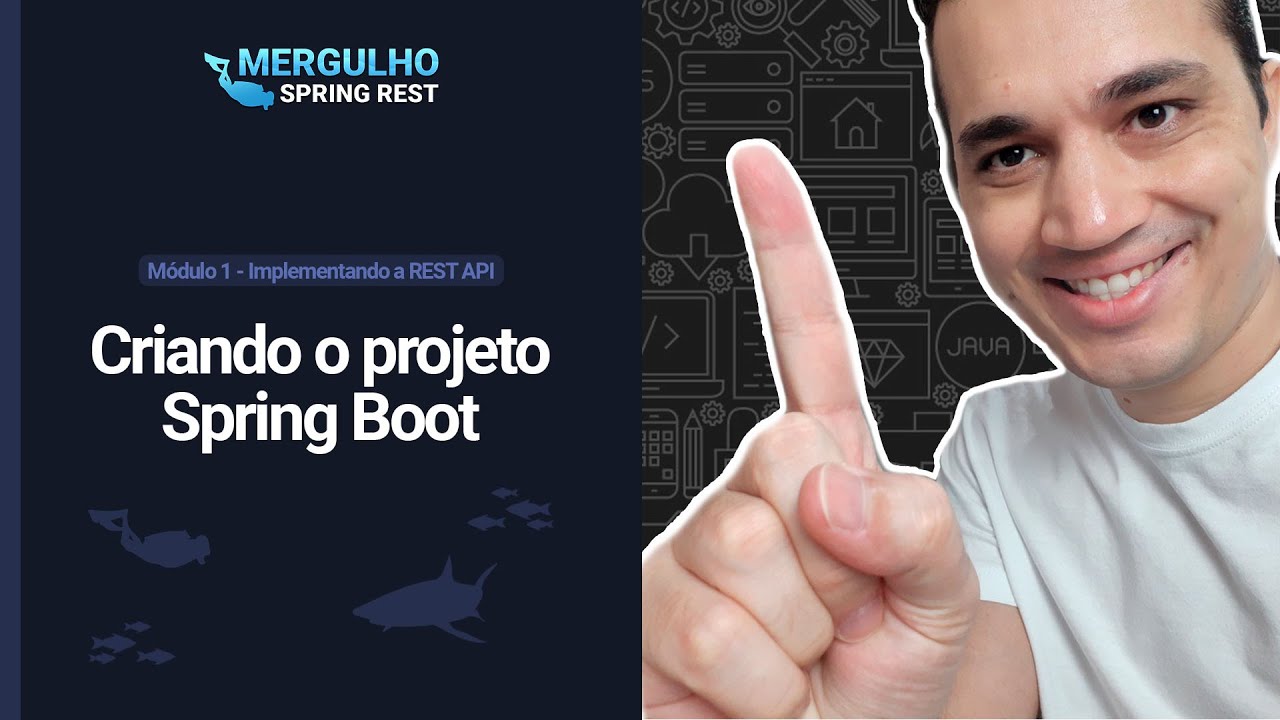 MERGULHO
SPRING REST
Módulo 1 - Implementando a REST API
Criando o projeto
Spring Boot
JAVA